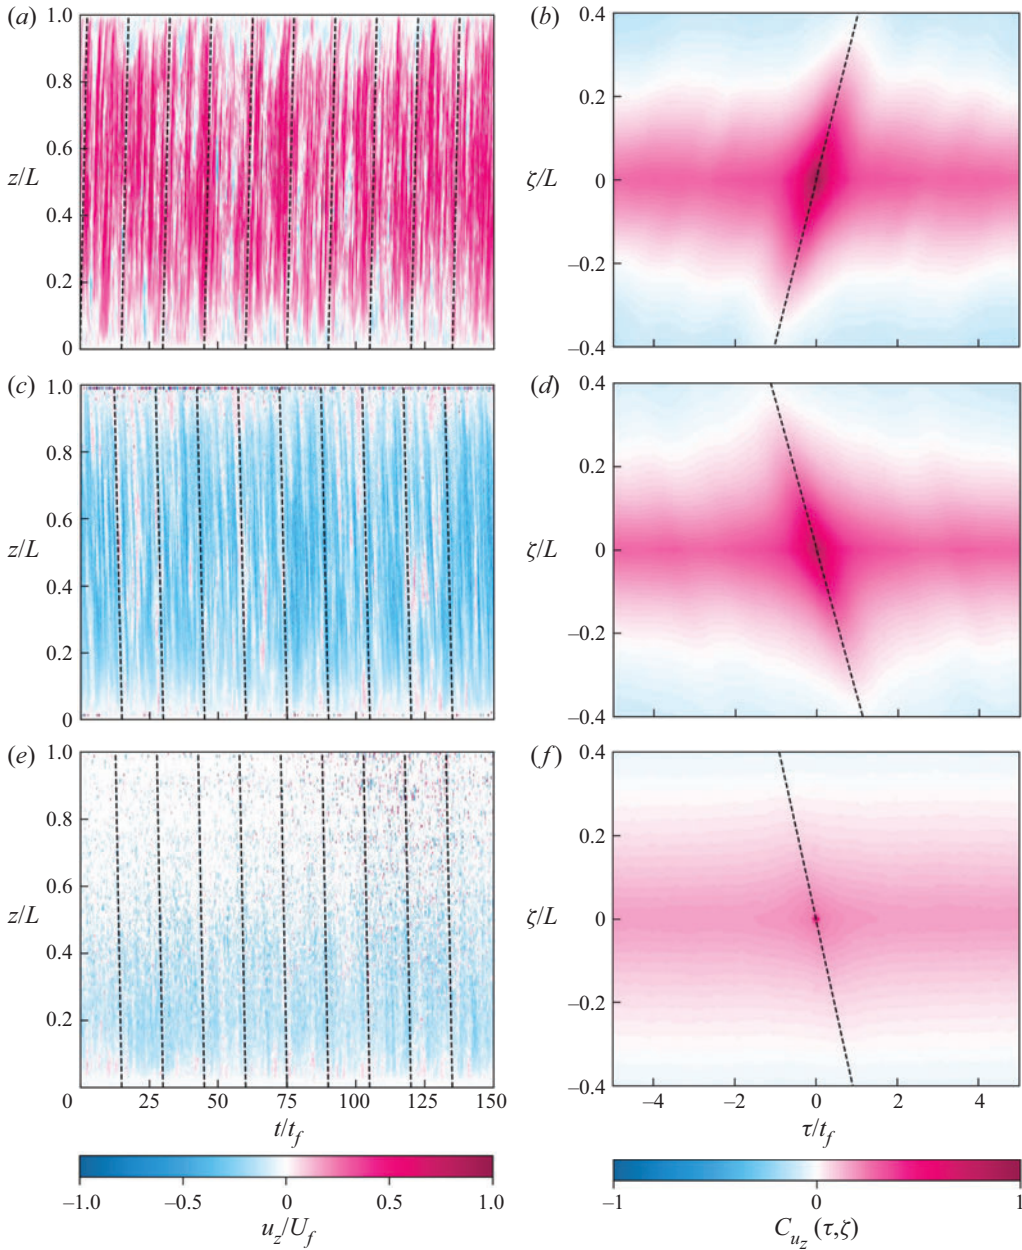 (a) 1.0
0.8
0.6
z/L
0.4
0.2
0
(b) 0.4
0.2
ζ/L 0
–0.2
–0.4
(c) 1.0
0.8
0.6
z/L
0.4
0.2
0
(d) 0.4
0.2
ζ/L 0
–0.2
–0.4
(e) 1.0
0.8
0.6
z/L
0.4
0.2
0 25 50 75 100 125 150
t/t_f
(f) 0.4
0.2
ζ/L 0
–0.2
–0.4
–4 –2 0 2 4
τ/t_f
–1.0 –0.5 0 0.5 1.0
u_z/U_f
–1 0 1
C_{u_z} (τ,ζ)